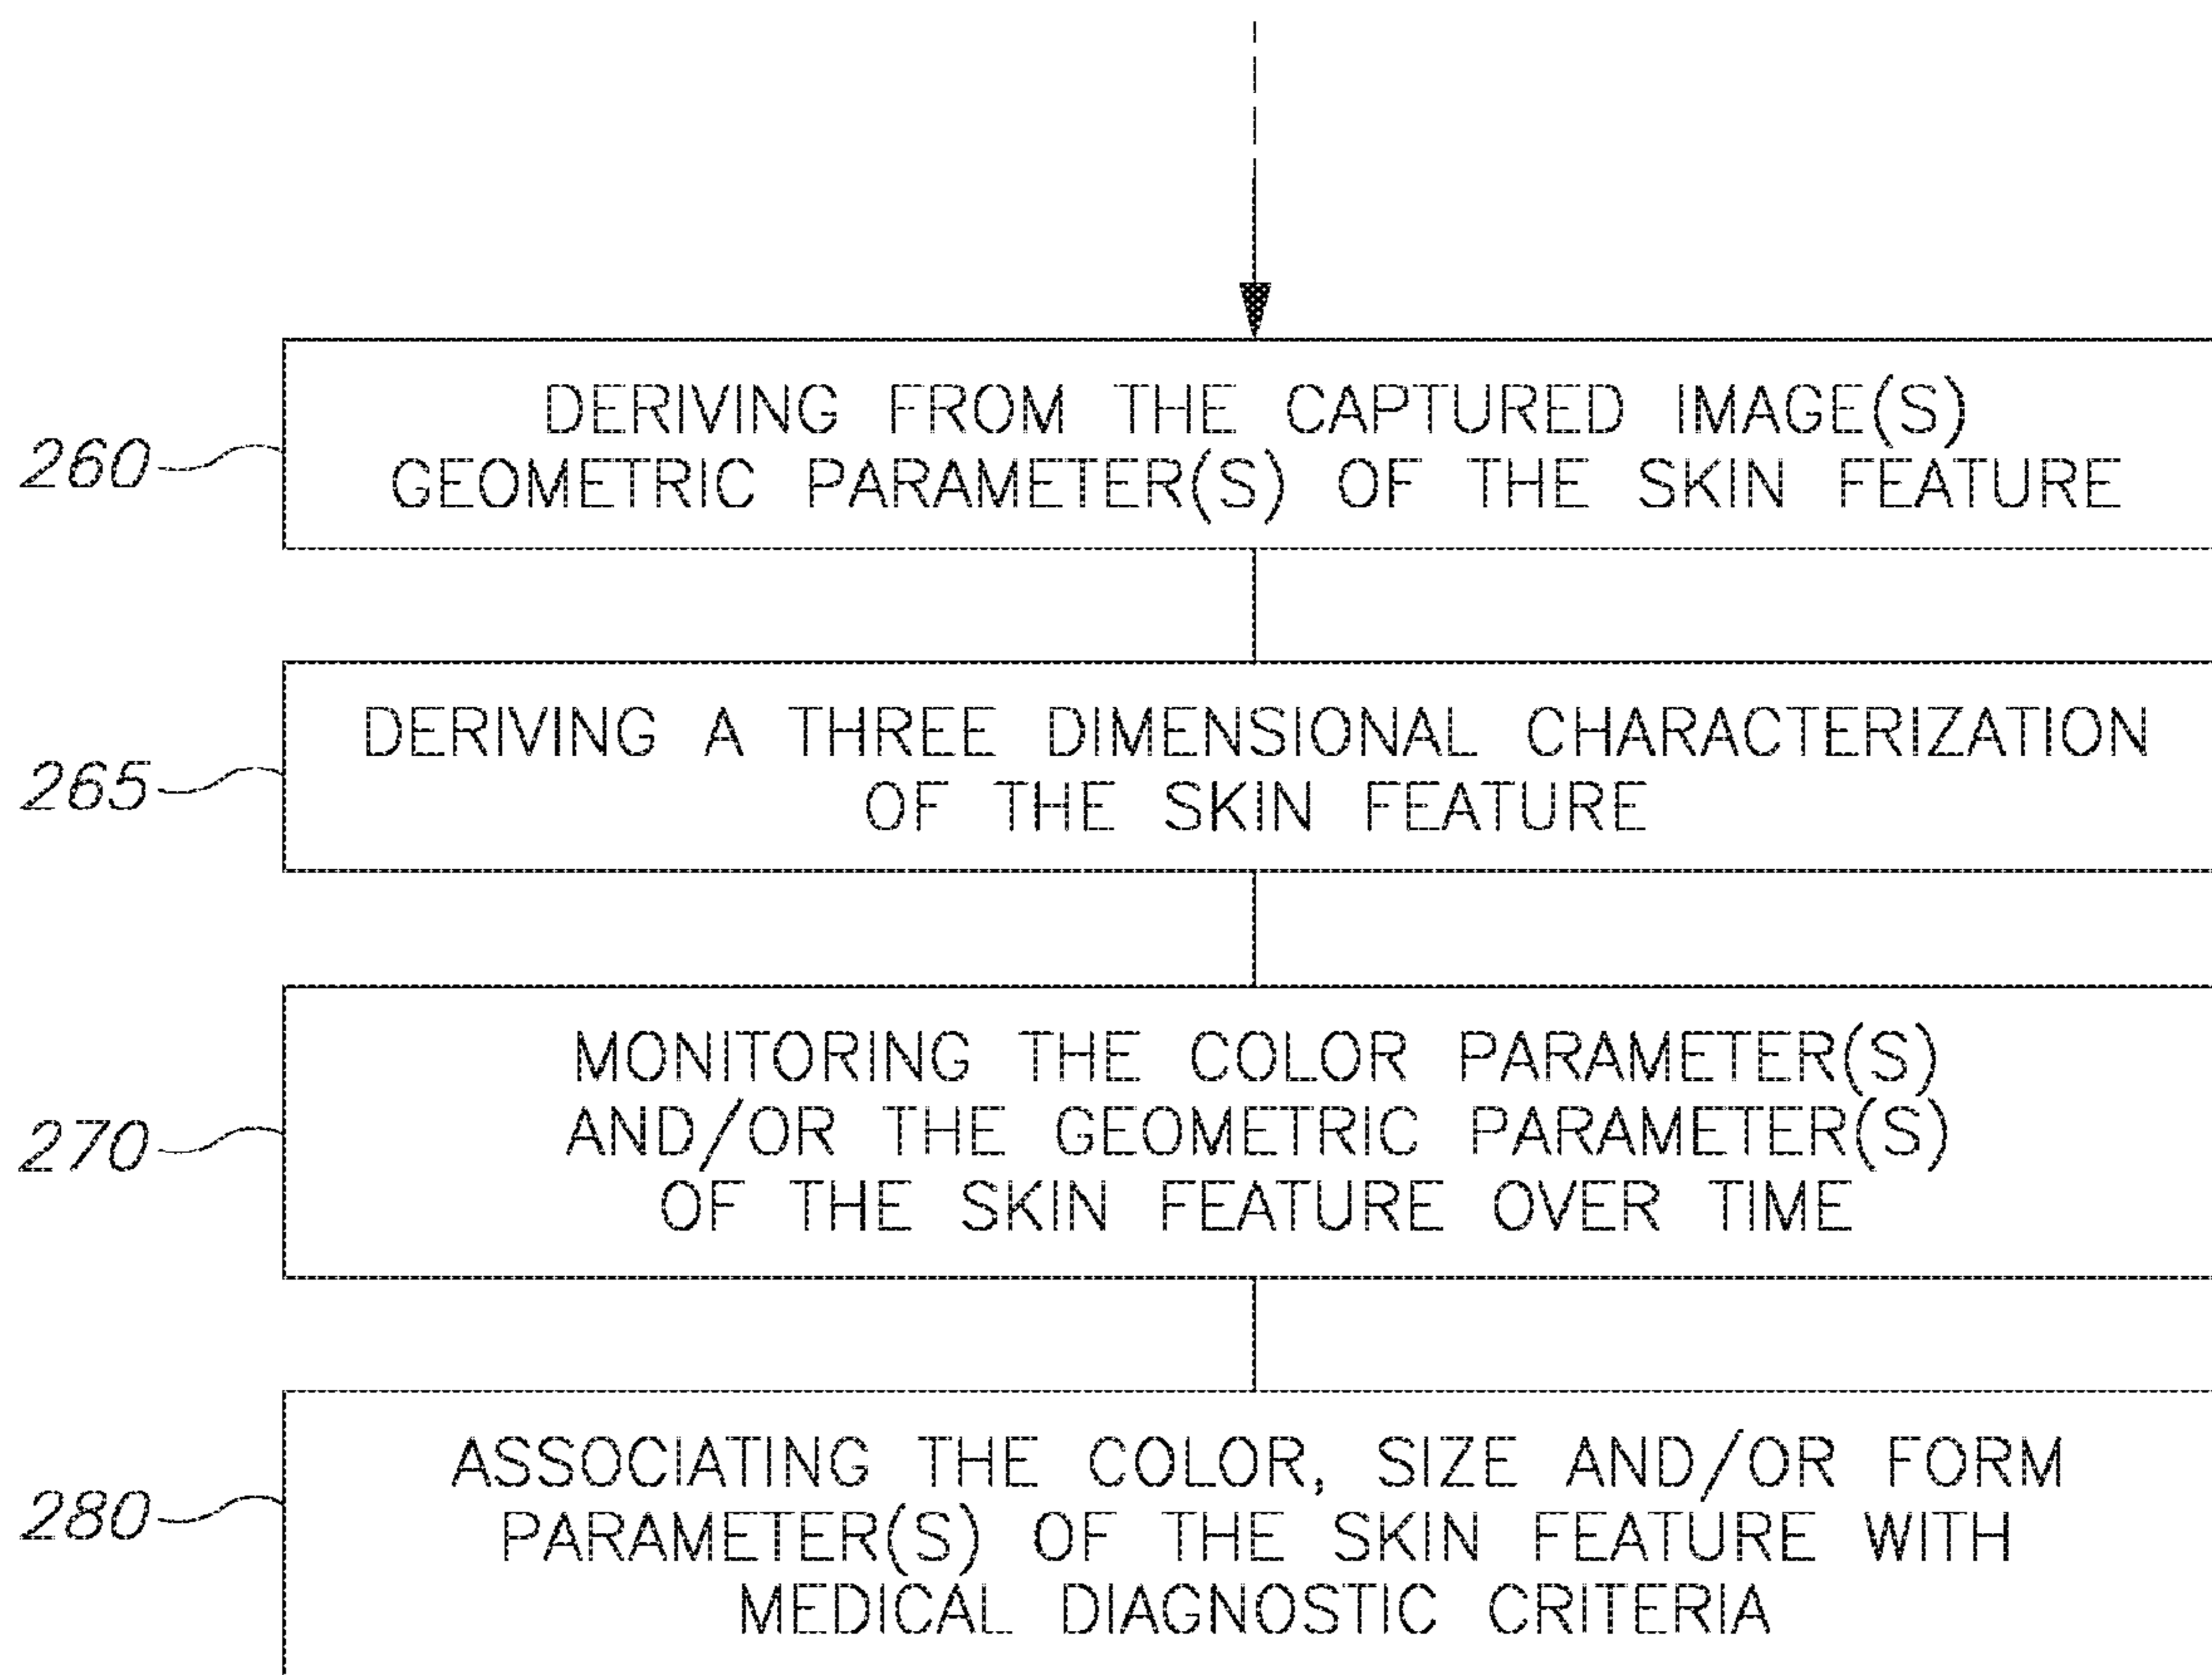 DERIVING FROM THE CAPTURED IMAGE(S)
260 GEOMETRIC PARAMETER(S) OF THE SKIN FEATURE
DERIVING A THREE DIMENSIONAL CHARACTERIZATION
265 OF THE SKIN FEATURE
MONITORING THE COLOR PARAMETER(S)
270 AND/OR THE GEOMETRIC PARAMETER(S)
OF THE SKIN FEATURE OVER TIME
ASSOCIATING THE COLOR, SIZE AND/OR FORM
280 PARAMETER(S) OF THE SKIN FEATURE WITH
MEDICAL DIAGNOSTIC CRITERIA